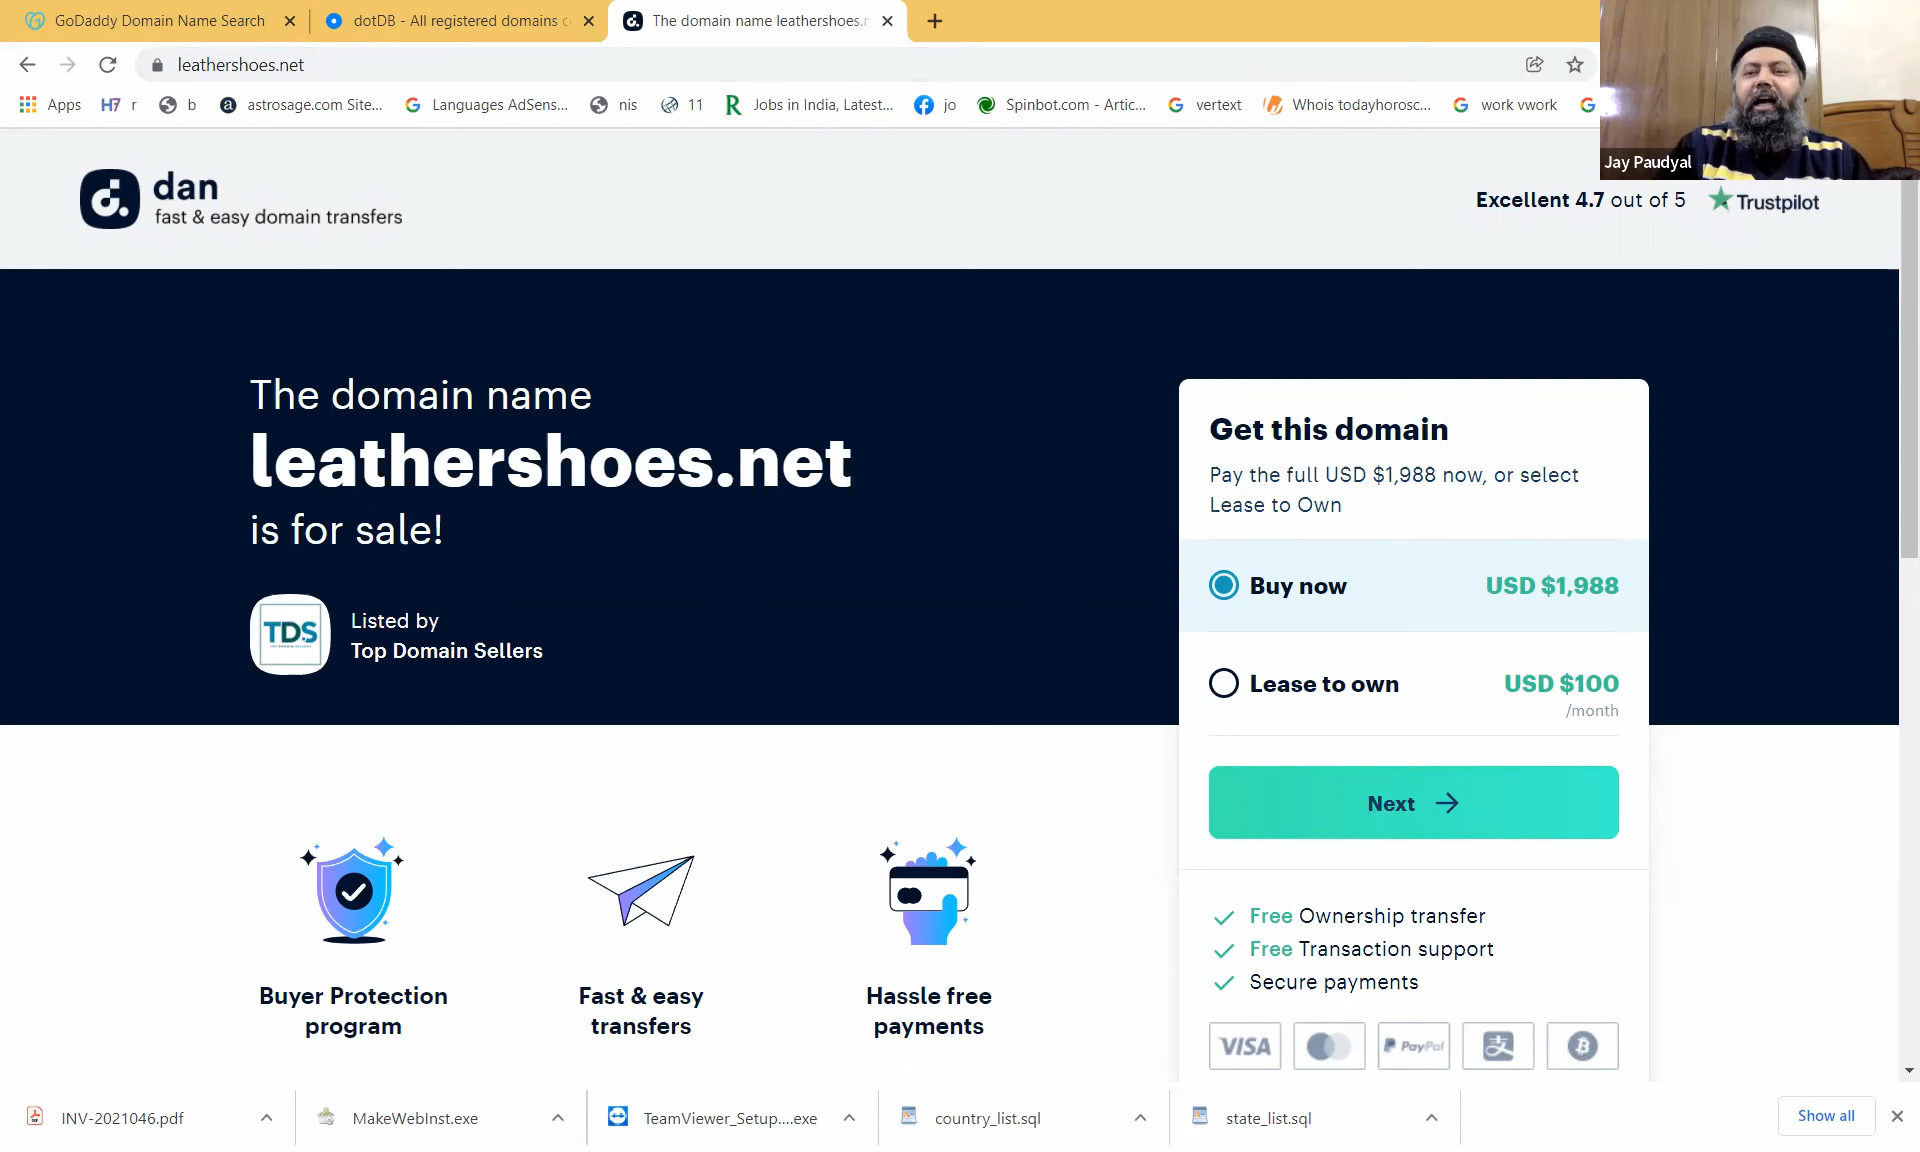 GoDaddy Domain Name Search
dotDB - All registered domains c
The domain name leathershoes.n
leathershoes.net
Apps
H7 r
b
astrosage.com Site...
Languages AdSens...
nis
11
Jobs in India, Latest...
jo
Spinbot.com - Artic...
vertext
Whois todayhorosc...
work vwork
Jay Paudyal
dan
fast & easy domain transfers
Excellent 4.7 out of 5
Trustpilot
The domain name
leathershoes.net
is for sale!
TDS
Listed by
Top Domain Sellers
Get this domain
Pay the full USD $1,988 now, or select
Lease to Own
Buy now USD $1,988
Lease to own USD $100
/month
Next
Free Ownership transfer
Free Transaction support
Secure payments
VISA
PayPal
Buyer Protection
program
Fast & easy
transfers
Hassle free
payments
INV-2021046.pdf
MakeWebInst.exe
TeamViewer_Setup....exe
country_list.sql
state_list.sql
Show all